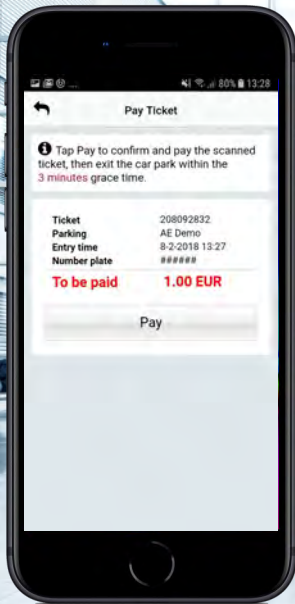 ... 80% 13:28
Pay Ticket
Tap Pay to confirm and pay the scanned
ticket, then exit the car park within the
3 minutes grace time.
Ticket 208092832
Parking AE Demo
Entry time 8-2-2018 13:27
Number plate ######
To be paid 1.00 EUR
Pay